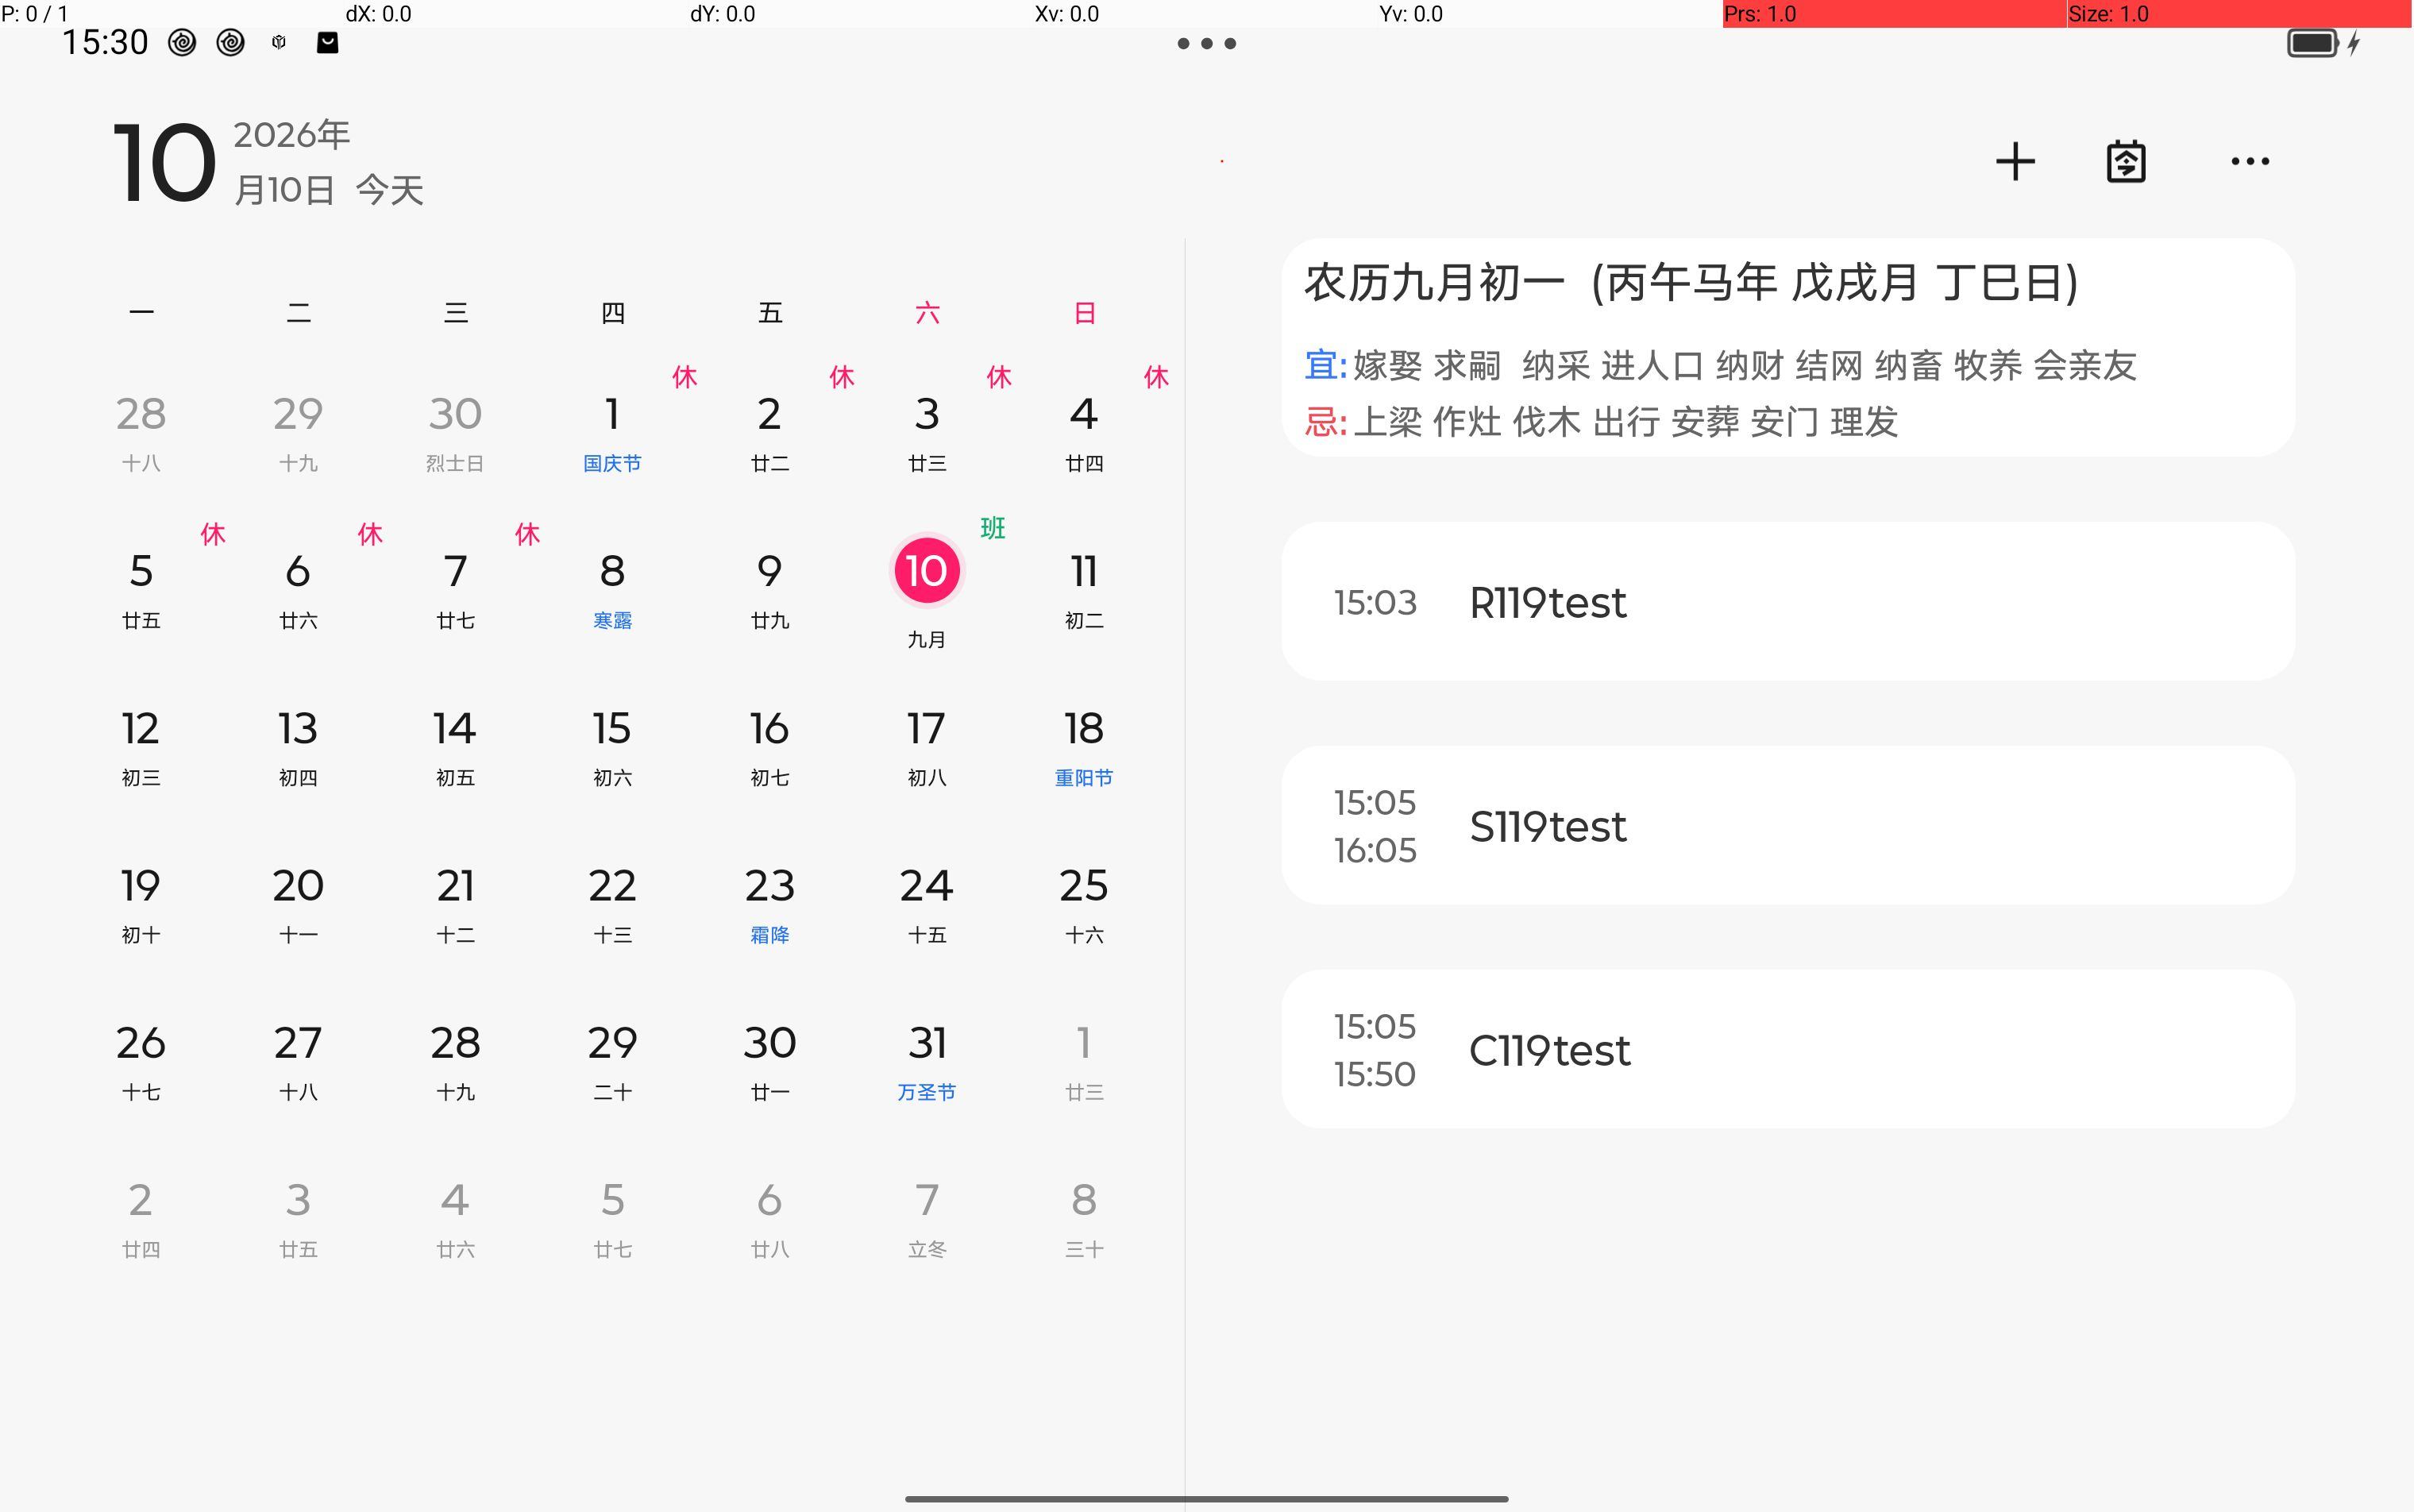 P: 0 / 1 dX: 0.0 dY: 0.0 Xv: 0.0 Yv: 0.0 Prs: 1.0 Size: 1.0
15:30
10
2026年
月10日 今天
一 二 三 四 五 六 日
休 休 休 休
28 29 30 1 2 3 4
十八 十九 烈士日 国庆节 廿二 廿三 廿四
休 休 休 班
5 6 7 8 9 10 11
廿五 廿六 廿七 寒露 廿九 九月 初二
12 13 14 15 16 17 18
初三 初四 初五 初六 初七 初八 重阳节
19 20 21 22 23 24 25
初十 十一 十二 十三 霜降 十五 十六
26 27 28 29 30 31 1
十七 十八 十九 二十 廿一 万圣节 廿三
2 3 4 5 6 7 8
廿四 廿五 廿六 廿七 廿八 立冬 三十
今
农历九月初一 (丙午马年 戊戌月 丁巳日)
宜: 嫁娶 求嗣 纳采 进人口 纳财 结网 纳畜 牧养 会亲友
忌: 上梁 作灶 伐木 出行 安葬 安门 理发
15:03 R119test
15:05
16:05
S119test
15:05
15:50
C119test